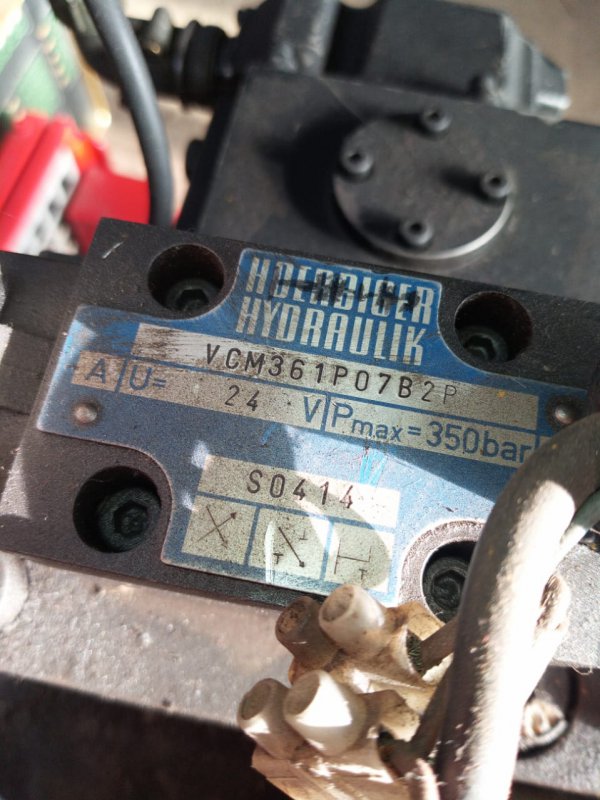 HOERBIGER
HYDRAULIK
VCM361P07B2P
A U= 24 V Pmax=350bar
S0414